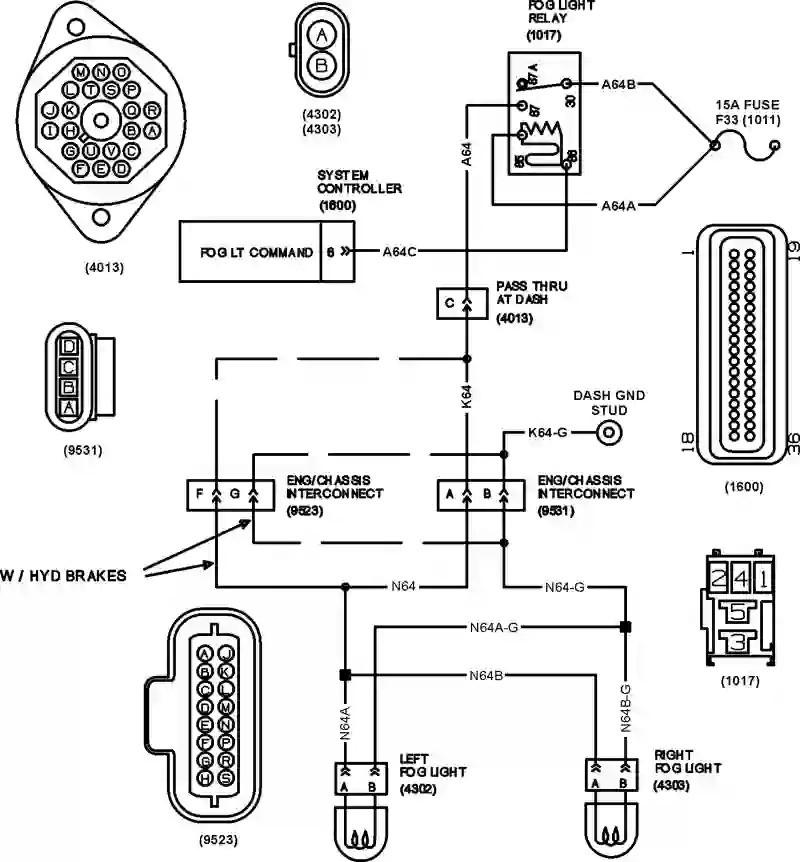 FOG LIGHT
RELAY
(1017)
M N O
L T S P
J K Q R
I H B A
G U V C
F E D
(4013)
A
B
(4302)
(4303)
87A
87
30
85
86
A64B
A64
A64A
15A FUSE
F33 (1011)
SYSTEM
CONTROLLER
(1600)
FOG LT COMMAND
6
A64C
C
PASS THRU
AT DASH
(4013)
1
19
18
36
(1600)
D
C
B
A
(9531)
K64
DASH GND
STUD
K64-G
F G
ENG/CHASSIS
INTERCONNECT
(9523)
A B
ENG/CHASSIS
INTERCONNECT
(9531)
W / HYD BRAKES
N64
N64-G
N64A-G
N64B
N64A
N64B-G
2 4 1
5
3
(1017)
A J
B K
C L
D M
E N
F P
G R
H S
(9523)
A B
LEFT
FOG LIGHT
(4302)
A B
RIGHT
FOG LIGHT
(4303)